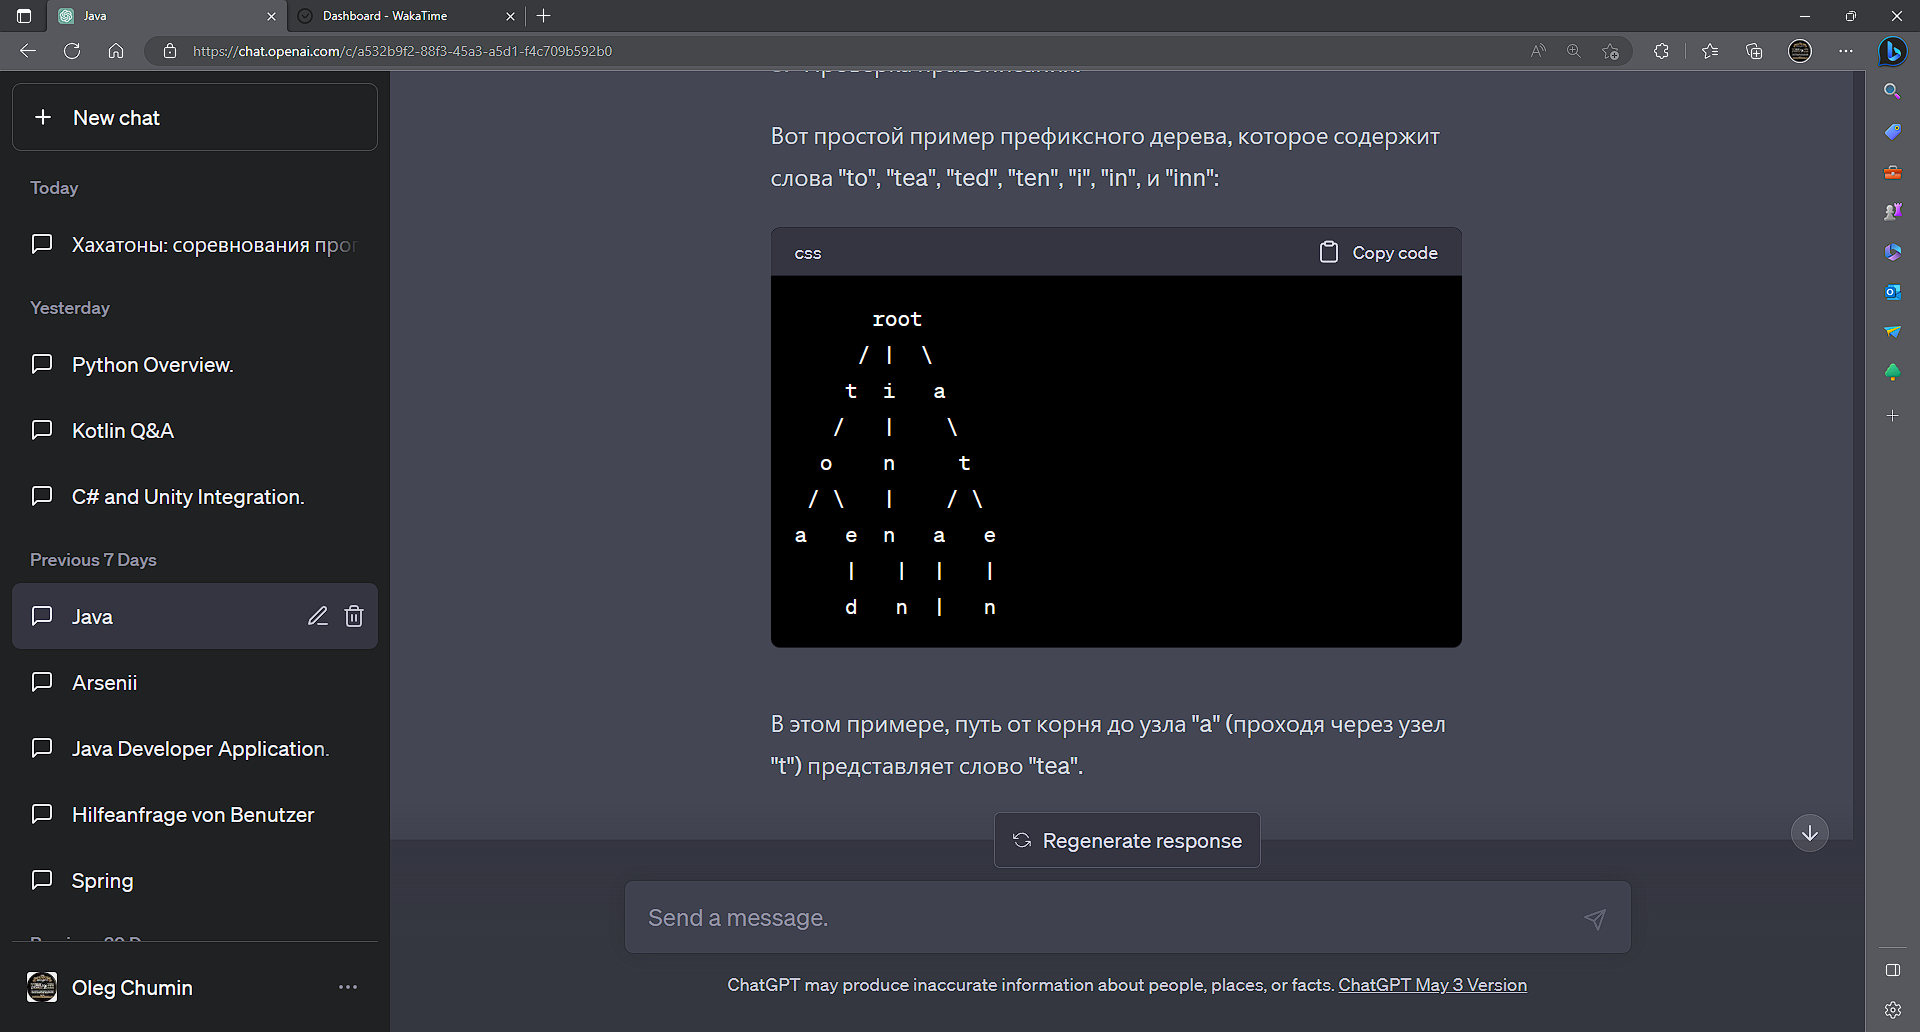 Java
Dashboard - WakaTime
https://chat.openai.com/c/a532b9f2-88f3-45a3-a5d1-f4c709b592b0
New chat
Today
Хахатоны: соревнования прог
Yesterday
Python Overview.
Kotlin Q&A
C# and Unity Integration.
Previous 7 Days
Java
Arsenii
Java Developer Application.
Hilfeanfrage von Benutzer
Spring
Oleg Chumin
Вот простой пример префиксного дерева, которое содержит
слова "to", "tea", "ted", "ten", "i", "in", и "inn":
css Copy code
root
/ | \
t i a
/ | \
o n t
/ \ | / \
a e n a e
| | | |
d n | n
В этом примере, путь от корня до узла "a" (проходя через узел
"t") представляет слово "tea".
Regenerate response
Send a message.
ChatGPT may produce inaccurate information about people, places, or facts. ChatGPT May 3 Version